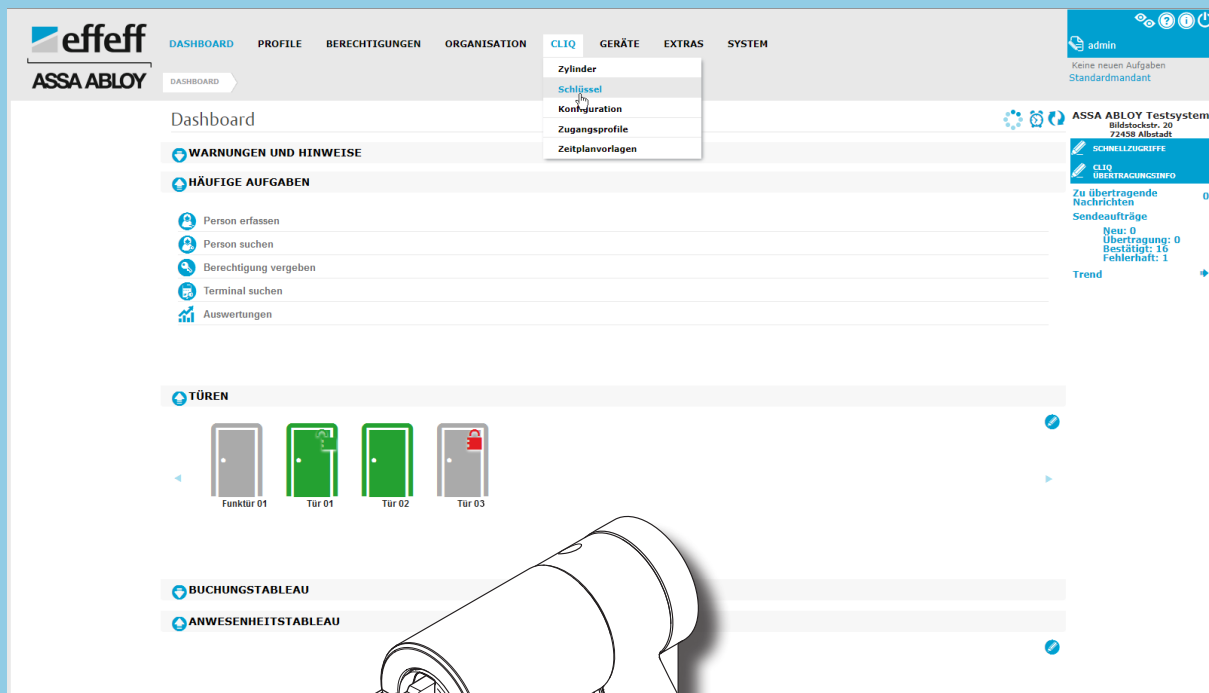 effeff
ASSA ABLOY
DASHBOARD PROFILE BERECHTIGUNGEN ORGANISATION CLIQ GERÄTE EXTRAS SYSTEM
DASHBOARD
Zylinder
Schlüssel
Konfiguration
Zugangsprofile
Zeitplanvorlagen
admin
Keine neuen Aufgaben
Standardmandant
Dashboard
WARNUNGEN UND HINWEISE
HÄUFIGE AUFGABEN
Person erfassen
Person suchen
Berechtigung vergeben
Terminal suchen
Auswertungen
TÜREN
Funktür 01 Tür 01 Tür 02 Tür 03
BUCHUNGSTABLEAU
ANWESENHEITSTABLEAU
ASSA ABLOY Testsystem
Bildstockstr. 20
72458 Albstadt
SCHNELLZUGRIFFE
CLIQ
ÜBERTRAGUNGSINFO
Zu übertragende
Nachrichten 0
Sendeaufträge
Neu: 0
Übertragung: 0
Bestätigt: 16
Fehlerhaft: 1
Trend